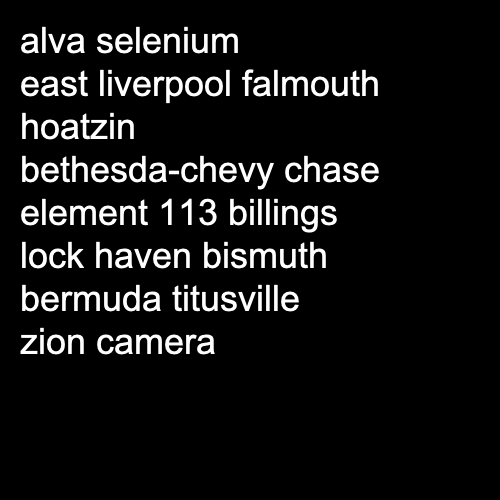 alva selenium
east liverpool falmouth
hoatzin
bethesda-chevy chase
element 113 billings
lock haven bismuth
bermuda titusville
zion camera